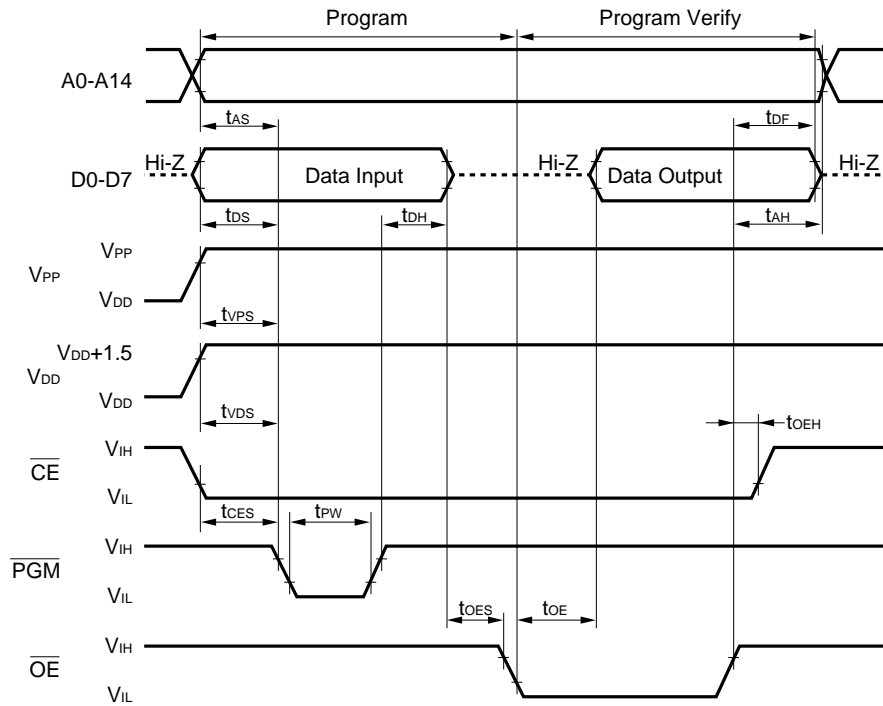 Program Program Verify
A0-A14
tAS tDF
Hi-Z Hi-Z Hi-Z
D0-D7 Data Input Data Output
tDS tDH tAH
VPP
VPP
VDD
tVPS
VDD+1.5
VDD
VDD
tVDS
tOEH
VIH
CE
VIL
tCES tPW
VIH
PGM
VIL
tOES tOE
VIH
OE
VIL